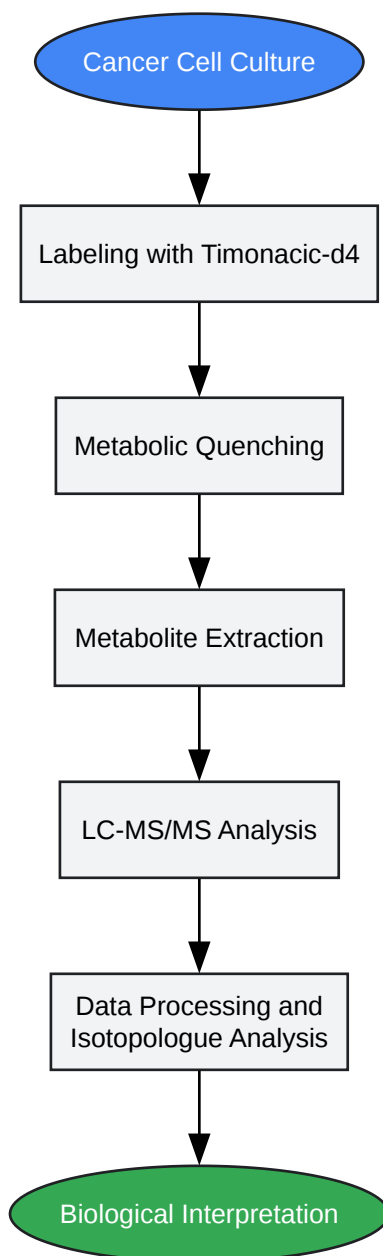 Cancer Cell Culture
Labeling with Timonacic-d4
Metabolic Quenching
Metabolite Extraction
LC-MS/MS Analysis
Data Processing and
Isotopologue Analysis
Biological Interpretation